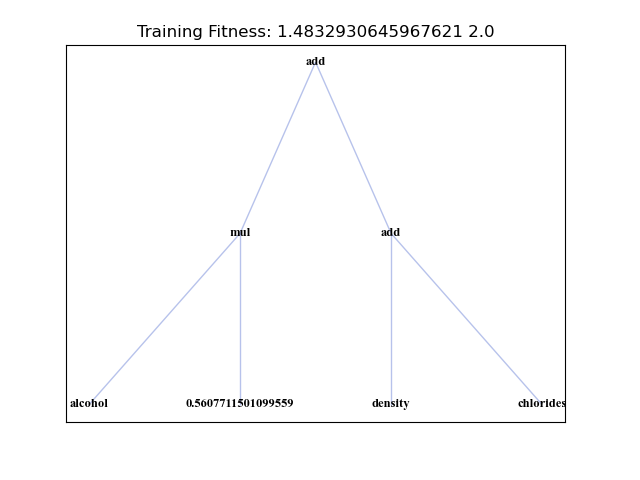 Training Fitness: 1.4832930645967621 2.0
add
mul add
alcohol 0.5607711501099559 density chlorides